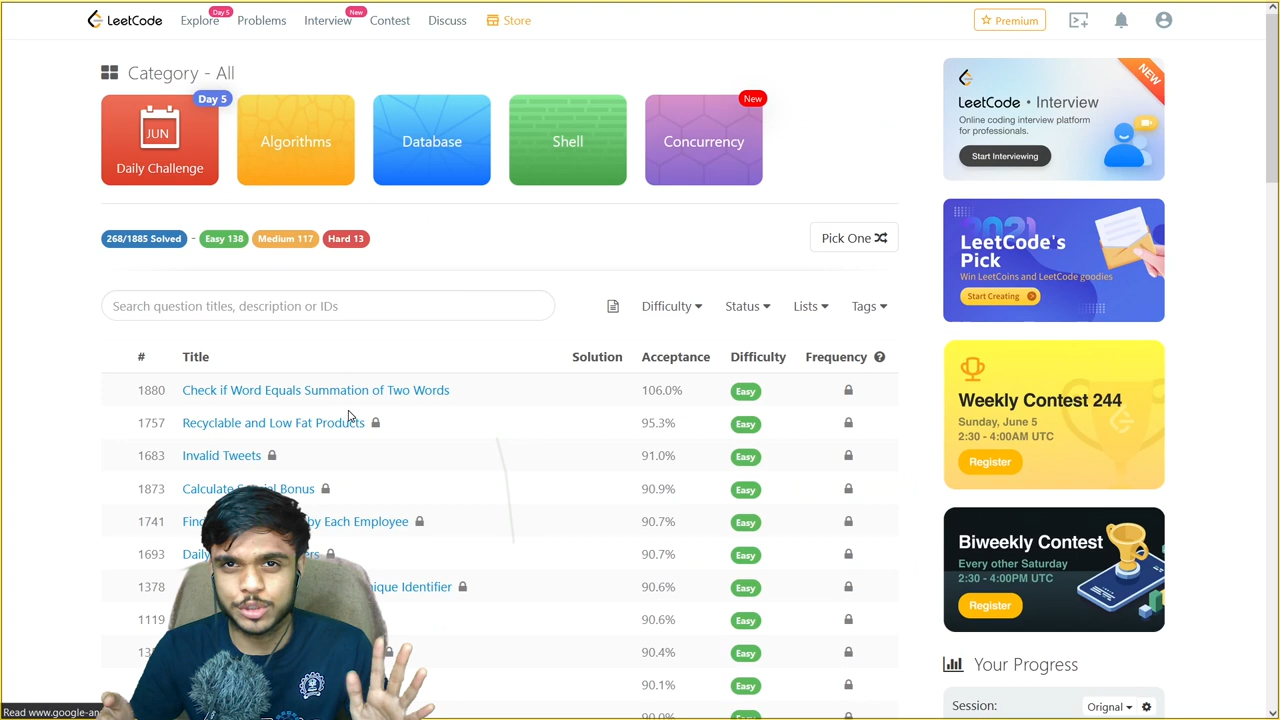 LeetCode
Explore
Day 5
Problems
Interview
New
Contest
Discuss
Store
Premium
Category - All
JUN
Daily Challenge
Day 5
Algorithms
Database
Shell
Concurrency
New
268/1885 Solved
-
Easy 138
Medium 117
Hard 13
Pick One
Search question titles, description or IDs
Difficulty
Status
Lists
Tags
# Title Solution Acceptance Difficulty Frequency
1880 Check if Word Equals Summation of Two Words 106.0% Easy
1757 Recyclable and Low Fat Products 95.3% Easy
1683 Invalid Tweets 91.0% Easy
1873 Calculate Bonus 90.9% Easy
1741 by Each Employee 90.7% Easy
1693 90.7% Easy
1378 Identifier 90.6% Easy
1119 90.6% Easy
90.4% Easy
90.1% Easy
90.0% Easy
LeetCode • Interview
NEW
Online coding interview platform
for professionals.
Start Interviewing
2021
LeetCode's
Pick
Win LeetCoins and LeetCode goodies
Start Creating
Weekly Contest 244
Sunday, June 5
2:30 - 4:00AM UTC
Register
Biweekly Contest
Every other Saturday
2:30 - 4:00PM UTC
Register
Your Progress
Session:
Orignal
Read